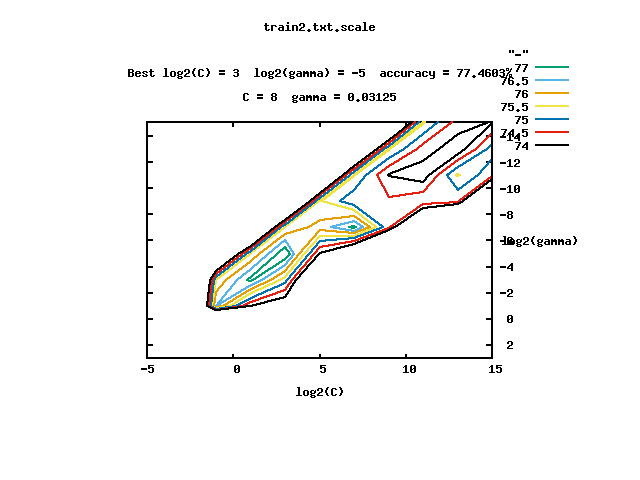 train2.txt.scale
"-"
Best log2(C) = 3  log2(gamma) = -5  accuracy = 77.4603%
77
76.5
76
75.5
75
74.5
74
C = 8  gamma = 0.03125
-14
-12
-10
-8
-6
log2(gamma)
-4
-2
0
2
-5 0 5 10 15
log2(C)